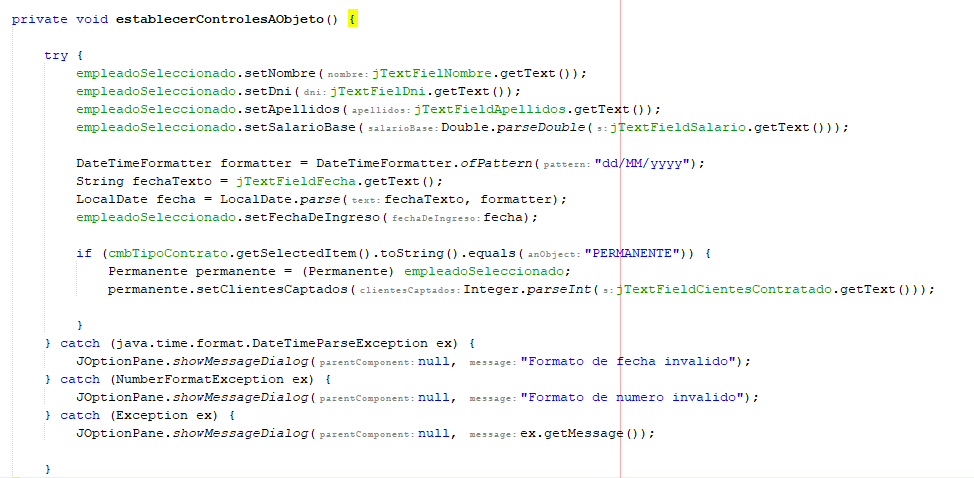 private void establecerControlesAObjeto() {
try {
empleadoSeleccionado.setNombre( nombre: jTextFielNombre.getText());
empleadoSeleccionado.setDni( dni: jTextFielDni.getText());
empleadoSeleccionado.setApellidos( apellidos: jTextFieldApellidos.getText());
empleadoSeleccionado.setSalarioBase( salarioBase: Double.parseDouble( s: jTextFieldSalario.getText()));
DateTimeFormatter formatter = DateTimeFormatter.ofPattern( pattern: "dd/MM/yyyy");
String fechaTexto = jTextFieldFecha.getText();
LocalDate fecha = LocalDate.parse( text: fechaTexto, formatter);
empleadoSeleccionado.setFechaDeIngreso( fechaDeIngreso: fecha);
if (cmbTipoContrato.getSelectedItem().toString().equals( anObject: "PERMANENTE")) {
Permanente permanente = (Permanente) empleadoSeleccionado;
permanente.setClientesCaptados( clientesCaptados: Integer.parseInt( s: jTextFieldCientesContratado.getText()));
}
} catch (java.time.format.DateTimeParseException ex) {
JOptionPane.showMessageDialog( parentComponent: null, message: "Formato de fecha invalido");
} catch (NumberFormatException ex) {
JOptionPane.showMessageDialog( parentComponent: null, message: "Formato de numero invalido");
} catch (Exception ex) {
JOptionPane.showMessageDialog( parentComponent: null, message: ex.getMessage());
}